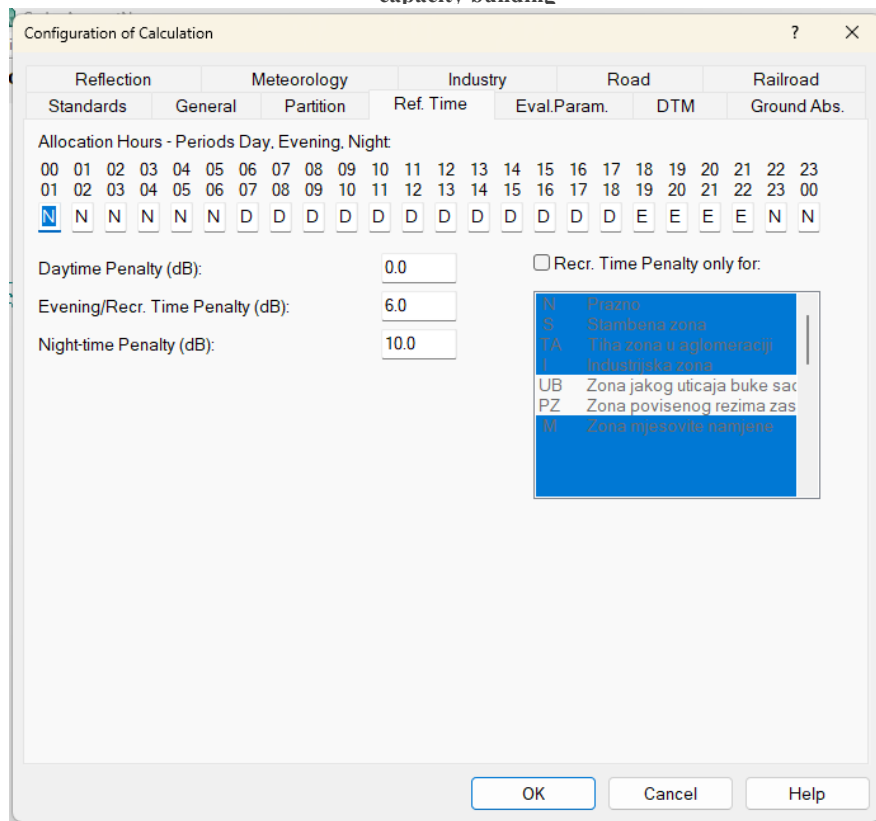 Configuration of Calculation ? ×
Reflection Meteorology Industry Road Railroad
Standards General Partition Ref. Time Eval.Param. DTM Ground Abs.
Allocation Hours - Periods Day, Evening, Night:
00 01 02 03 04 05 06 07 08 09 10 11 12 13 14 15 16 17 18 19 20 21 22 23
01 02 03 04 05 06 07 08 09 10 11 12 13 14 15 16 17 18 19 20 21 22 23 00
N N N N N N D D D D D D D D D D D D E E E E N N
Daytime Penalty (dB): 0.0
Evening/Recr. Time Penalty (dB): 6.0
Night-time Penalty (dB): 10.0
Recr. Time Penalty only for:
N Prazno
S Stambena zona
TA Tiha zona u aglomeraciji
I Industrijska zona
UB Zona jakog uticaja buke sao
PZ Zona povisenog rezima zas
M Zona mjesovite namjene
OK Cancel Help